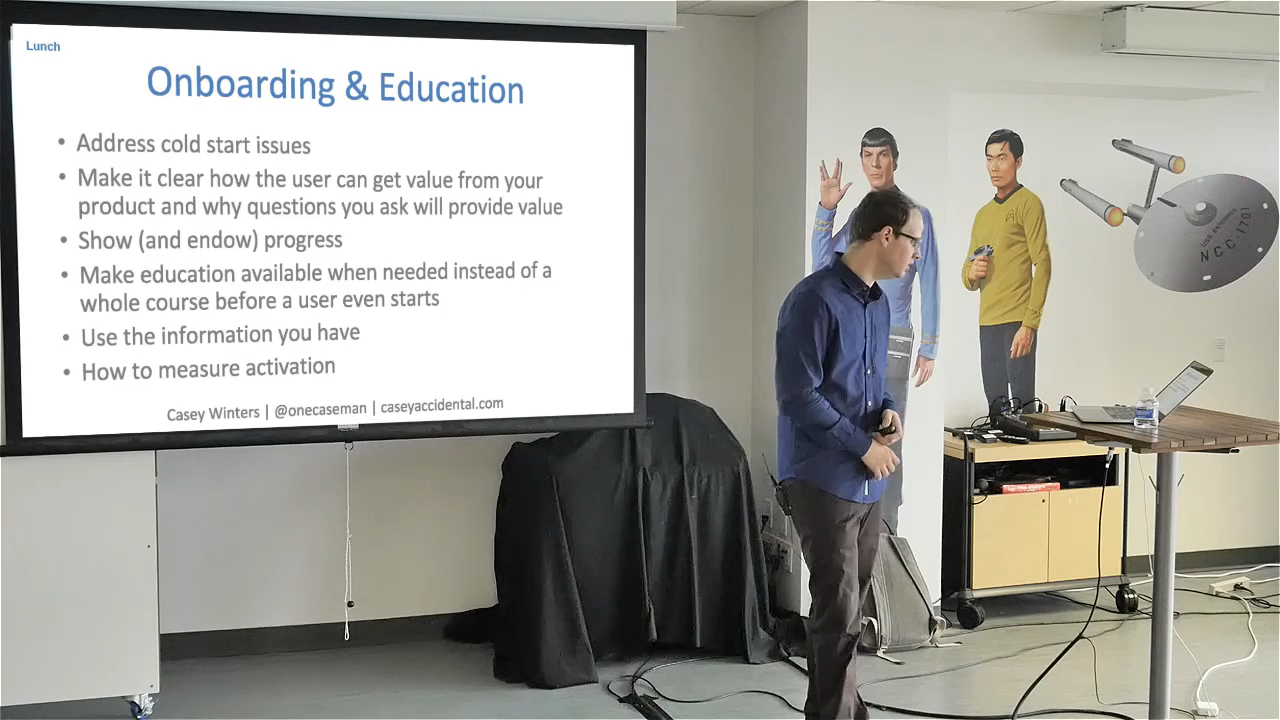 Lunch
Onboarding & Education
• Address cold start issues
• Make it clear how the user can get value from your
product and why questions you ask will provide value
• Show (and endow) progress
• Make education available when needed instead of a
whole course before a user even starts
• Use the information you have
• How to measure activation
Casey Winters | @onecaseman | caseyaccidental.com
U.S.S. ENTERPRISE
NCC-1701